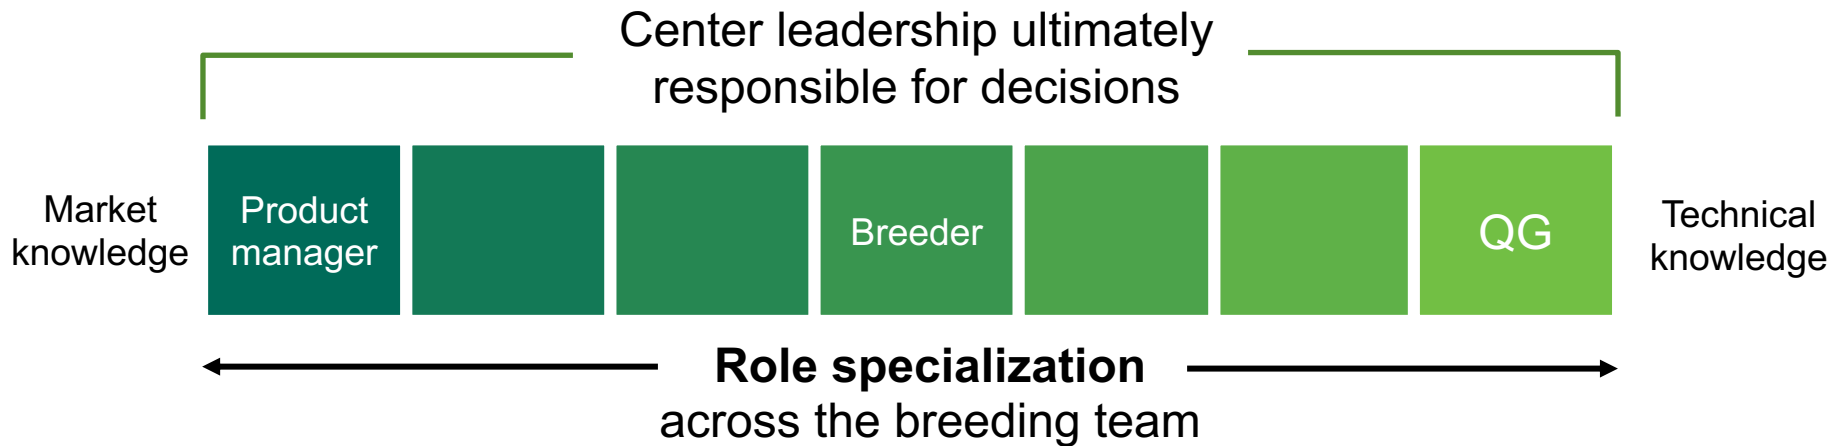 Center leadership ultimately
responsible for decisions
Market
knowledge
Product
manager
Breeder
QG
Technical
knowledge
Role specialization
across the breeding team